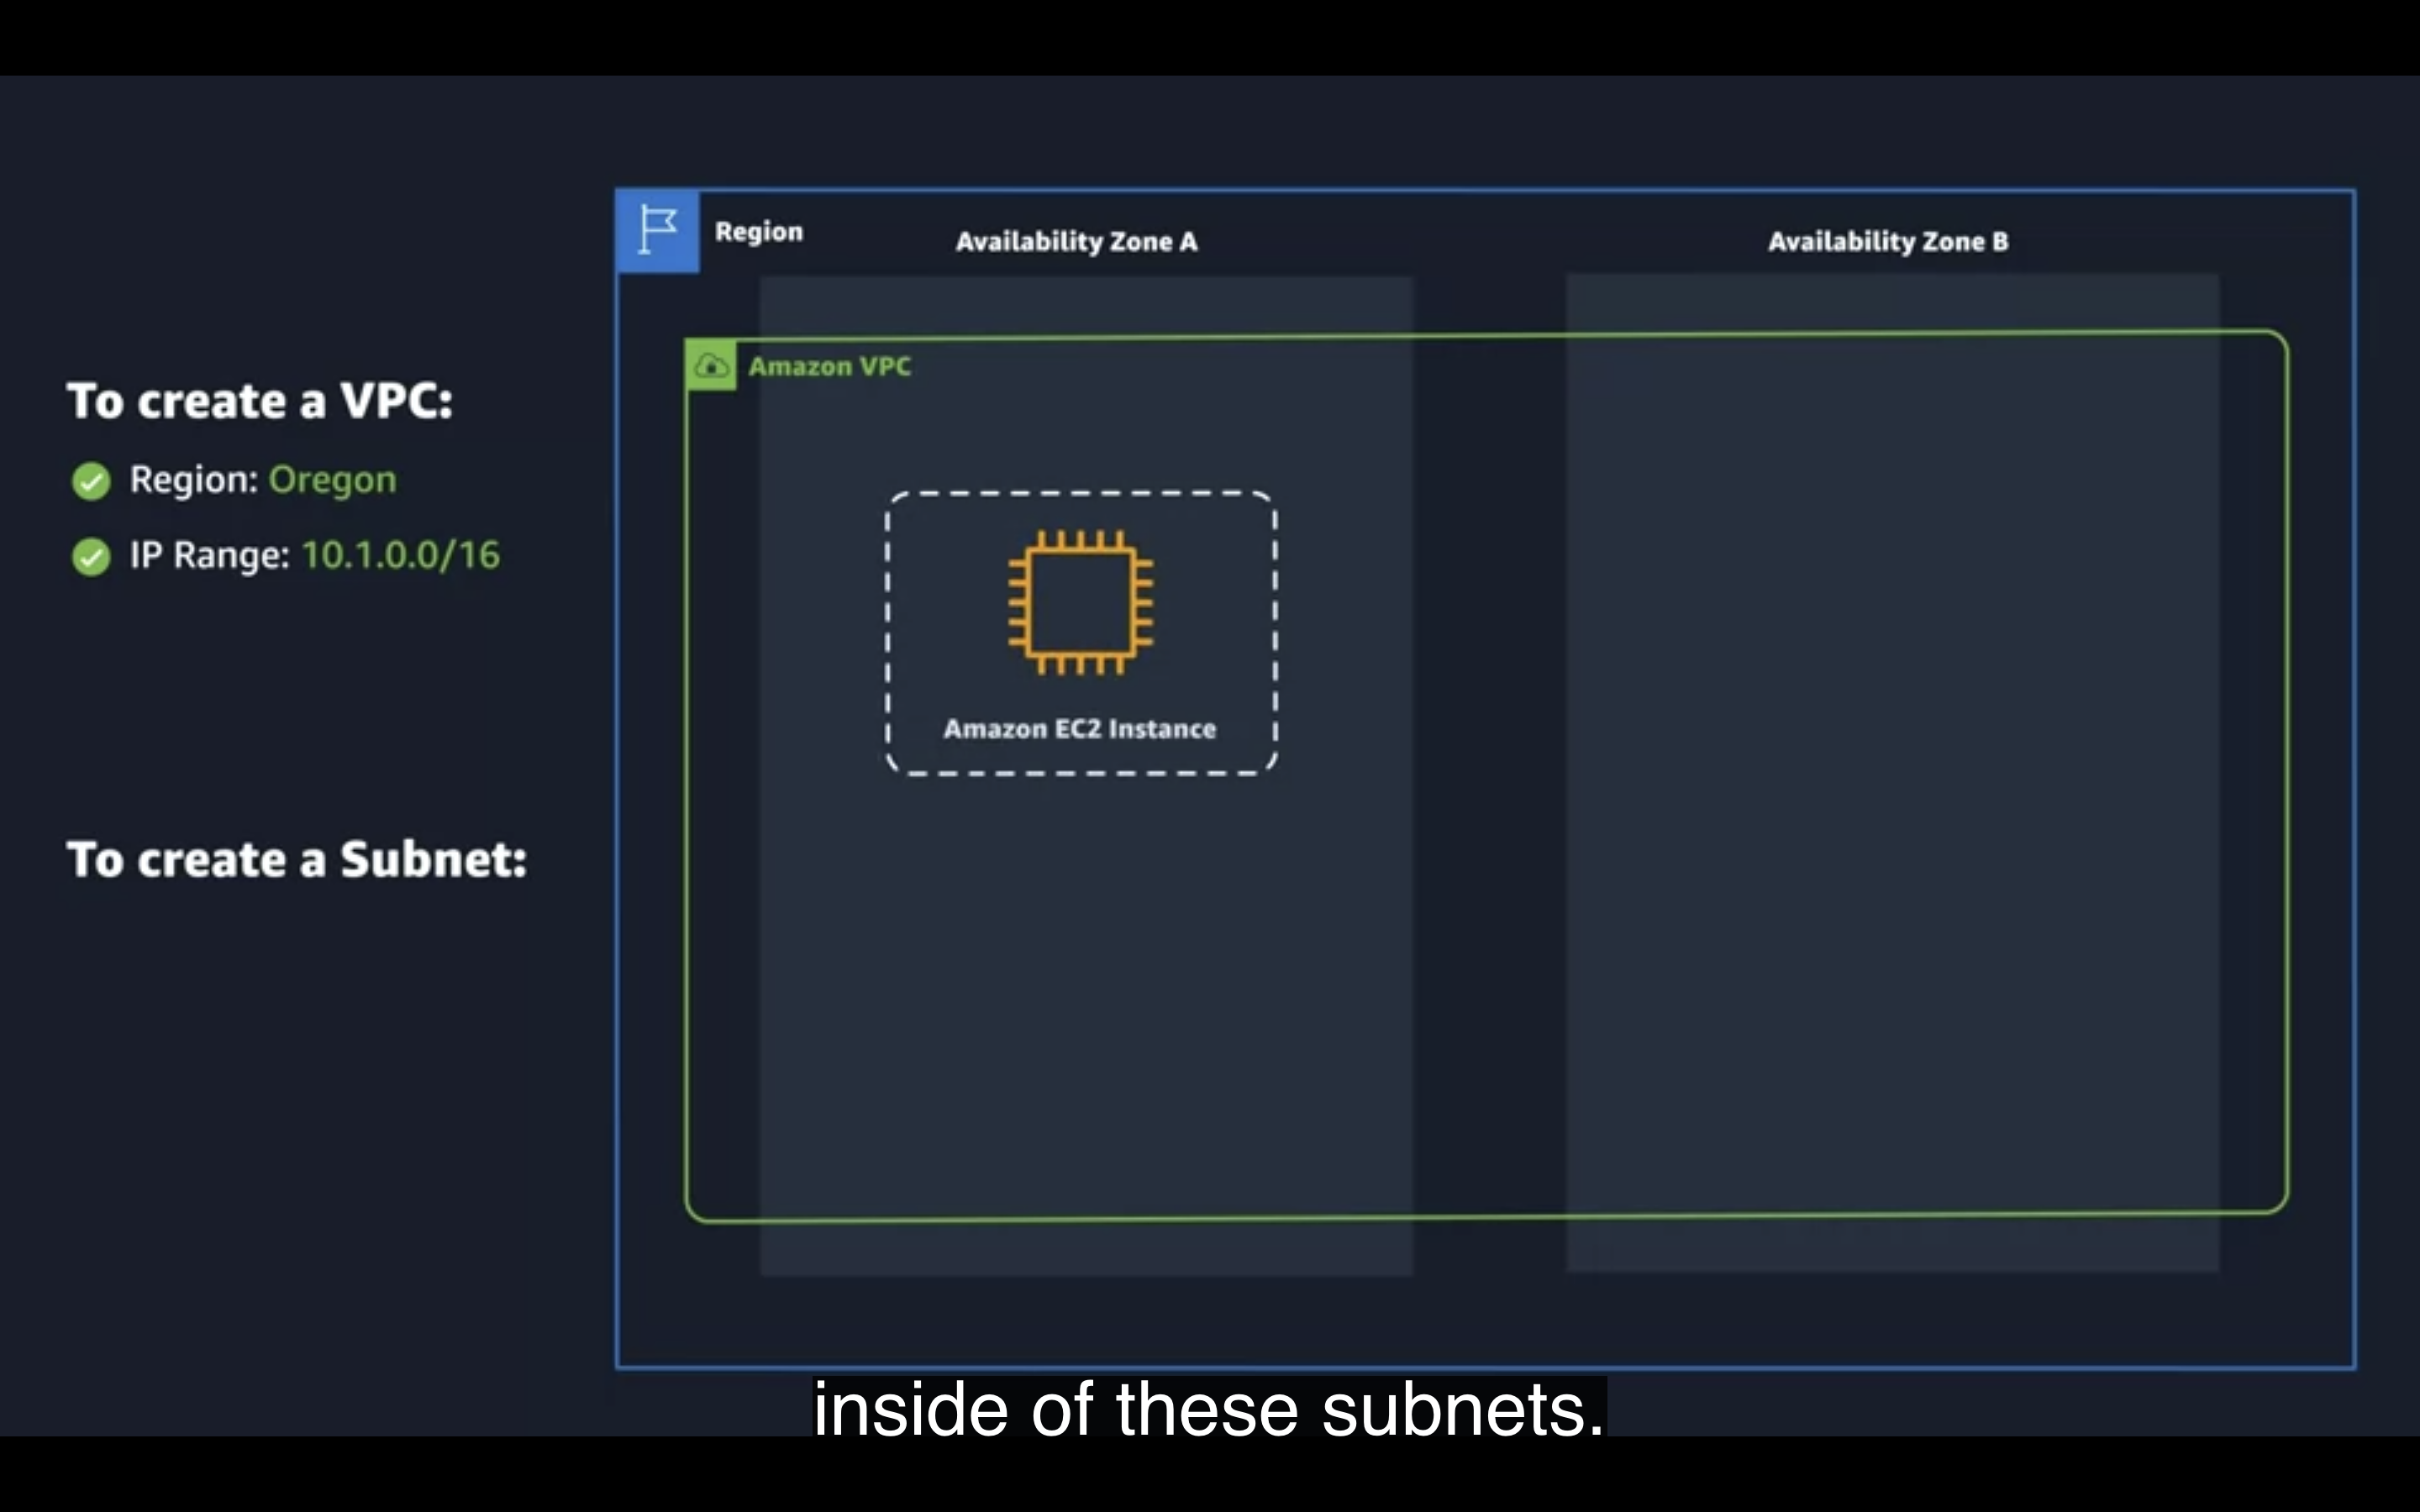 To create a VPC:
Region: Oregon
IP Range: 10.1.0.0/16
To create a Subnet:
Region
Availability Zone A
Availability Zone B
Amazon VPC
Amazon EC2 Instance
inside of these subnets.